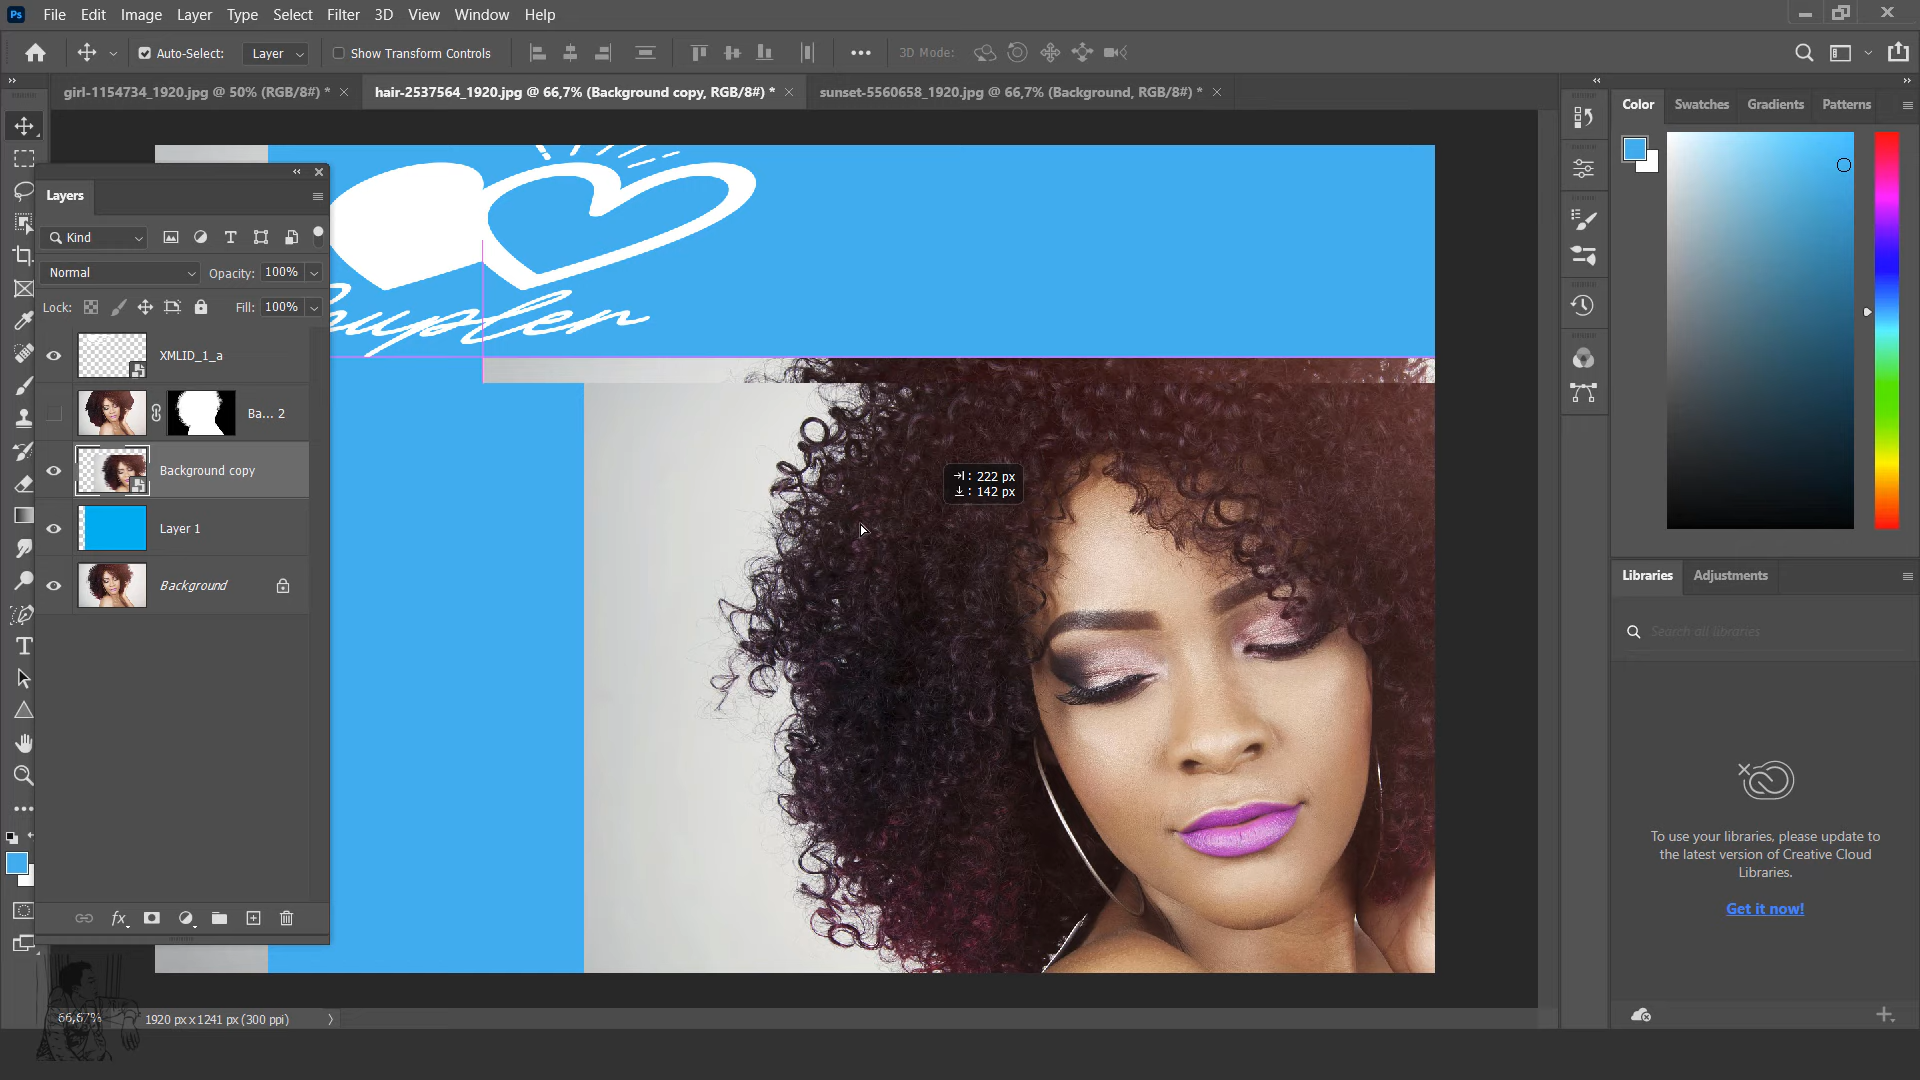 Ps File Edit Image Layer Type Select Filter 3D View Window Help
Auto-Select: Layer Show Transform Controls 3D Mode:
girl-1154734_1920.jpg @ 50% (RGB/8#) * hair-2537564_1920.jpg @ 66,7% (Background copy, RGB/8#) * sunset-5560658_1920.jpg @ 66,7% (Background, RGB/8#) *
Color Swatches Gradients Patterns
Layers
Kind
Normal Opacity: 100%
Lock: Fill: 100%
XMLID_1_a
Ba... 2
Background copy
Layer 1
Background
222 px
142 px
Libraries Adjustments
Search all libraries
To use your libraries, please update to
the latest version of Creative Cloud
Libraries.
Get it now!
66,67% 1920 px x 1241 px (300 ppi)